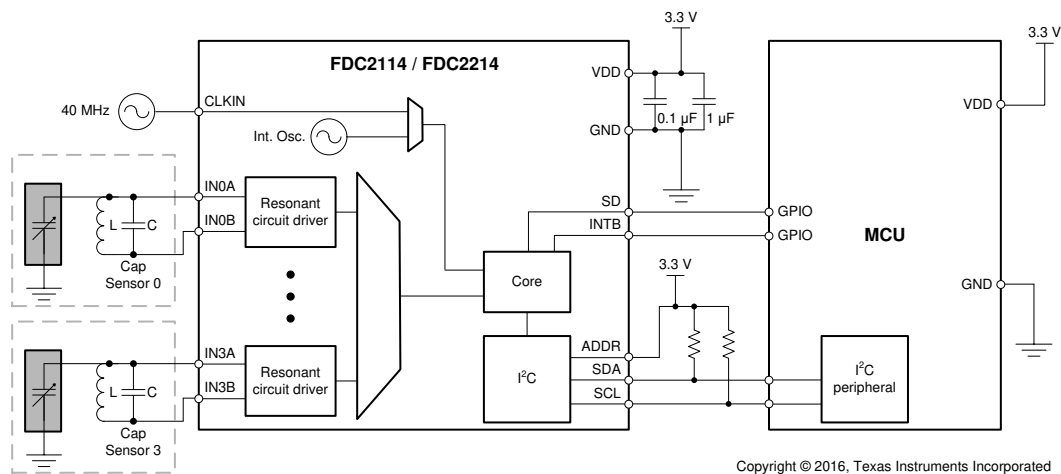 3.3 V
3.3 V
FDC2114 / FDC2214
VDD
40 MHz
CLKIN
VDD
0.1 µF
1 µF
Int. Osc.
GND
IN0A
Resonant
circuit driver
SD
GPIO
L
C
IN0B
INTB
GPIO
MCU
Cap
Sensor 0
Core
3.3 V
GND
IN3A
Resonant
circuit driver
ADDR
L
C
IN3B
I²C
SDA
I²C
peripheral
SCL
Cap
Sensor 3
Copyright © 2016, Texas Instruments Incorporated